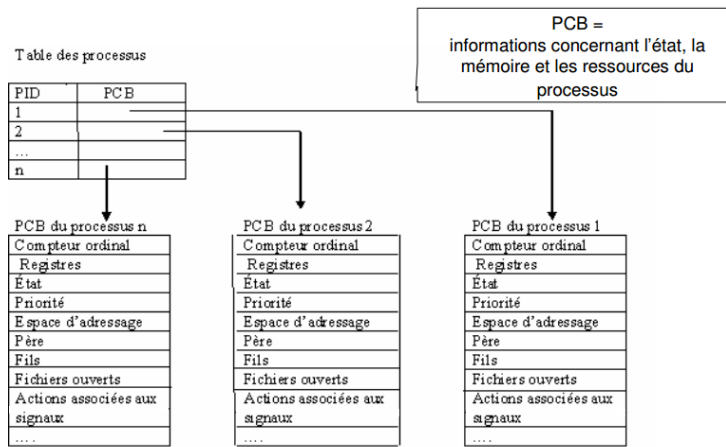 PCB =
informations concernant l'état, la
mémoire et les ressources du
processus
Table des processus
PID PCB
1
2
...
n
PCB du processus n
Compteur ordinal
Registres
État
Priorité
Espace d'adressage
Père
Fils
Fichiers ouverts
Actions associées aux
signaux
....
PCB du processus 2
Compteur ordinal
Registres
État
Priorité
Espace d'adressage
Père
Fils
Fichiers ouverts
Actions associées aux
signaux
....
PCB du processus 1
Compteur ordinal
Registres
État
Priorité
Espace d'adressage
Père
Fils
Fichiers ouverts
Actions associées aux
signaux
....